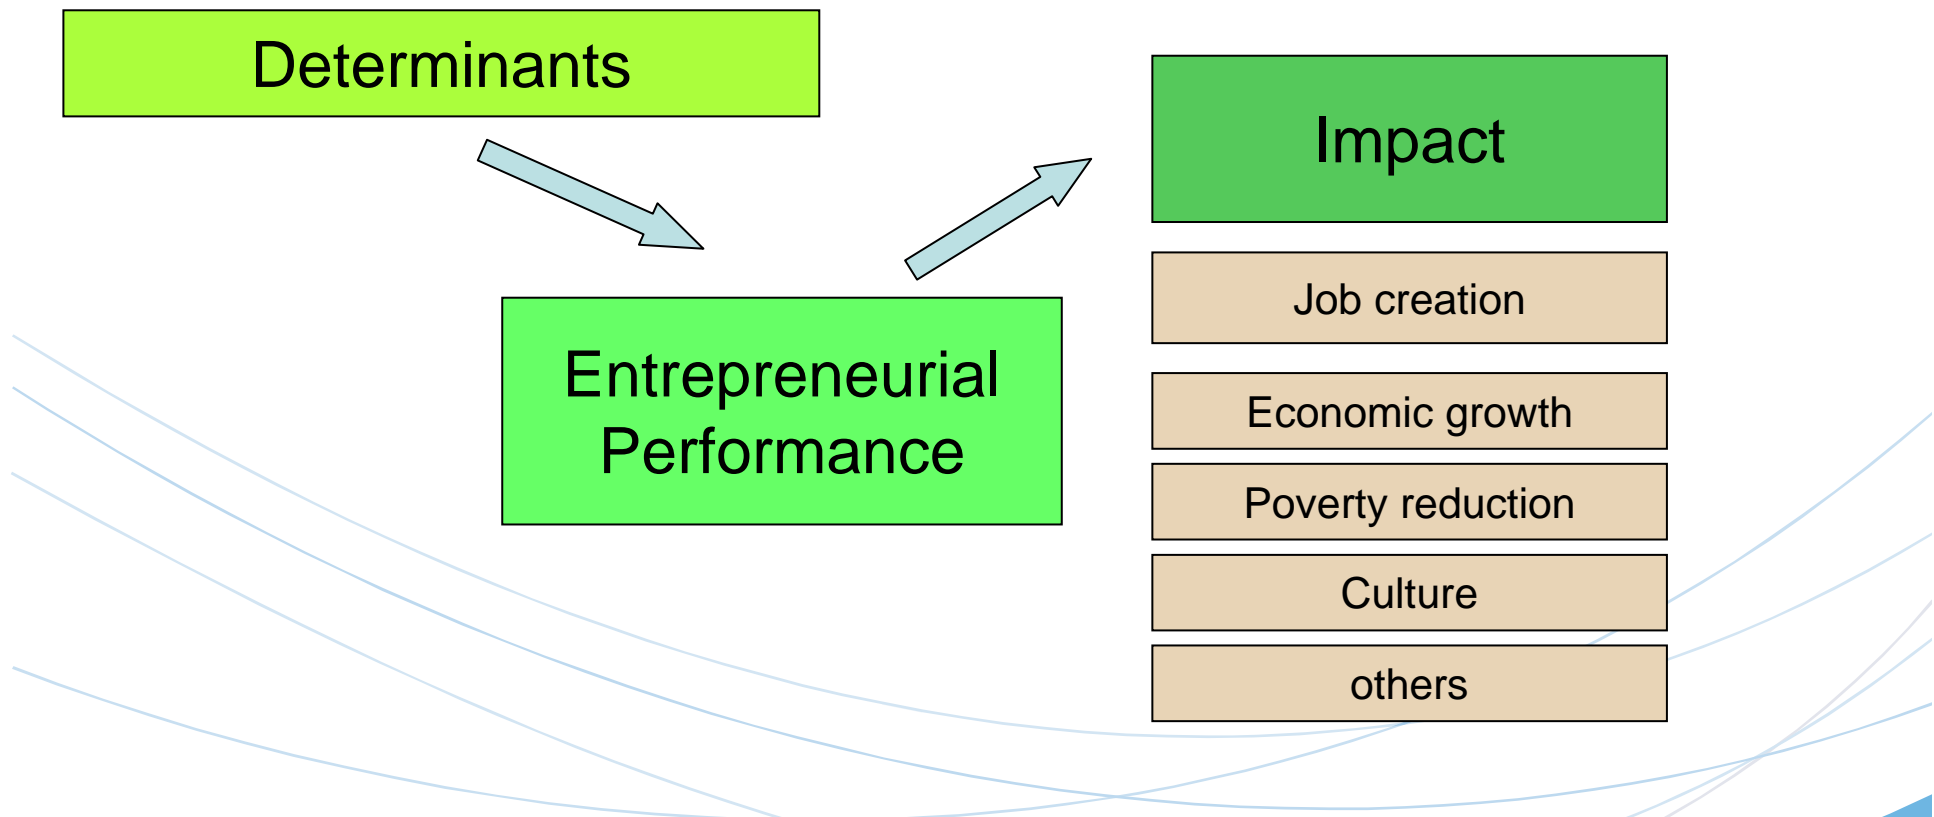 Determinants
Impact
Entrepreneurial
Performance
Job creation
Economic growth
Poverty reduction
Culture
others